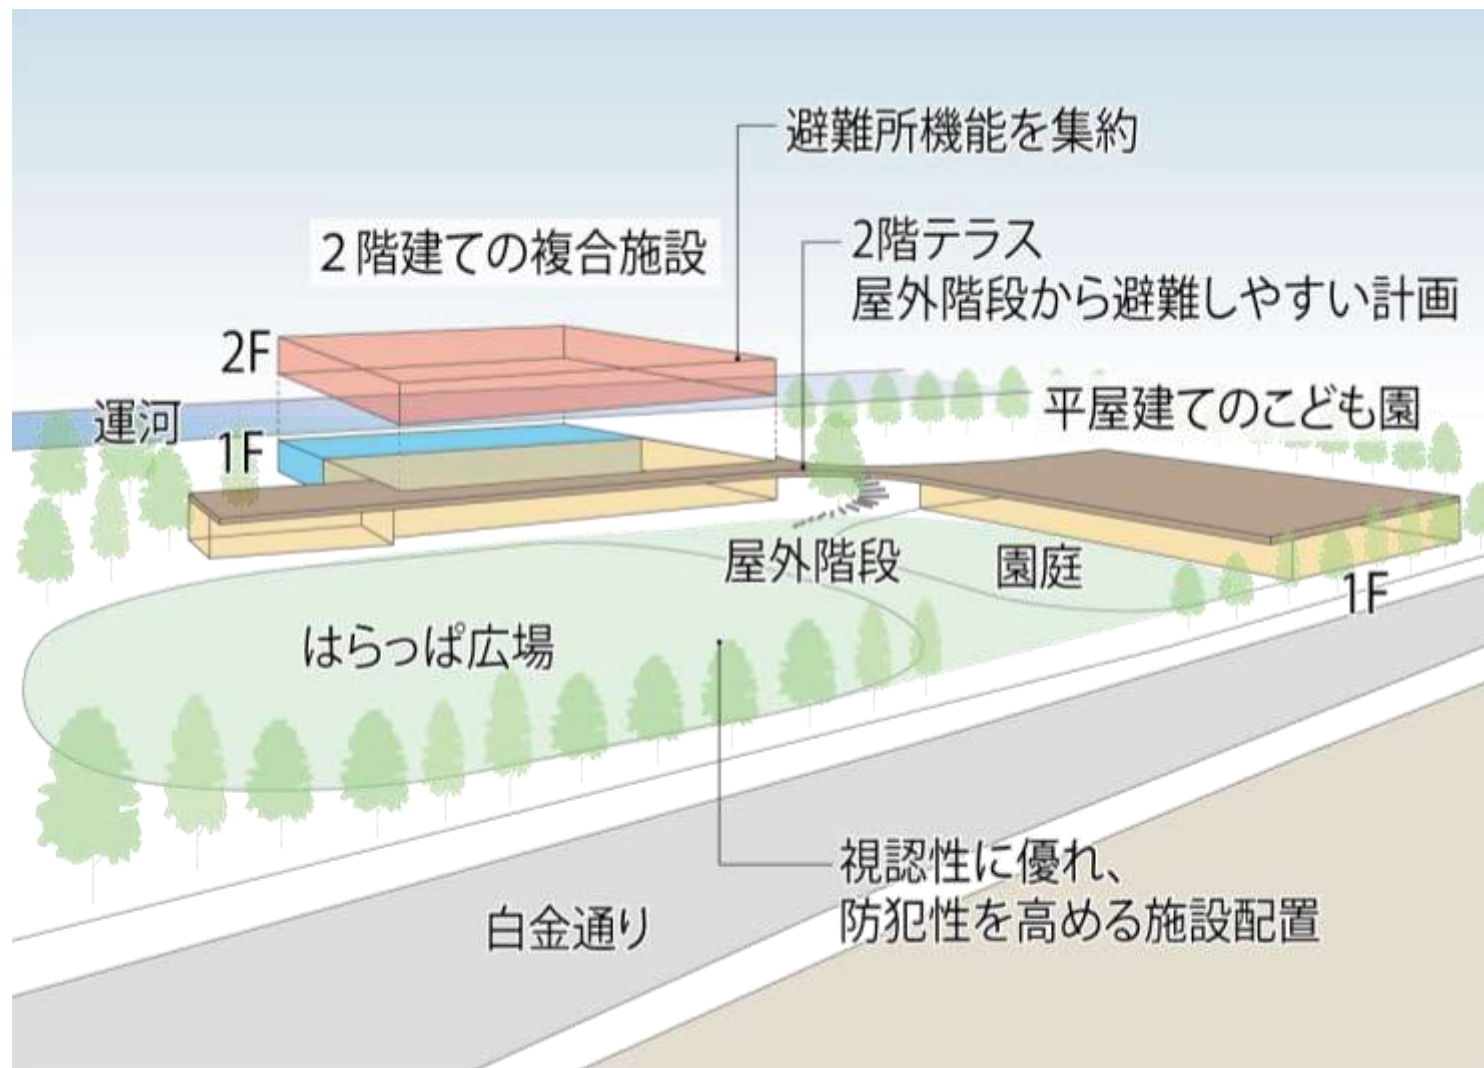 避難所機能を集約
2階建ての複合施設
2階テラス
屋外階段から避難しやすい計画
2F
運河
1F
平屋建てのこども園
屋外階段
園庭
1F
はらっぱ広場
視認性に優れ、
防犯性を高める施設配置
白金通り